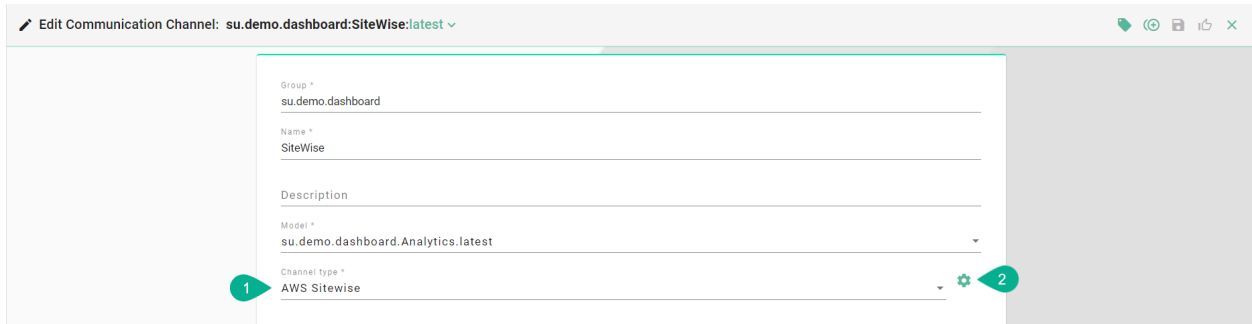 Edit Communication Channel: su.demo.dashboard:SiteWise:latest
Group *
su.demo.dashboard
Name *
SiteWise
Description
Model *
su.demo.dashboard.Analytics.latest
Channel type *
1 AWS Sitewise 2